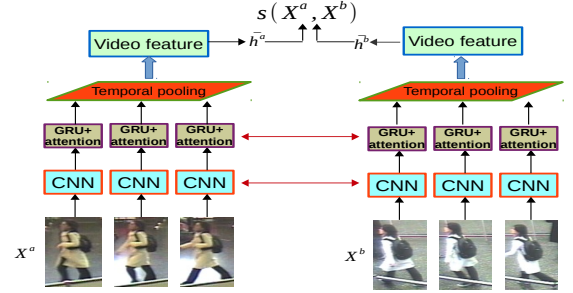 s(X^a, X^b)
Video feature
h̄^a
h̄^b
Video feature
Temporal pooling
Temporal pooling
GRU+ attention
GRU+ attention
GRU+ attention
GRU+ attention
GRU+ attention
GRU+ attention
CNN
CNN
CNN
CNN
CNN
CNN
X^a
X^b